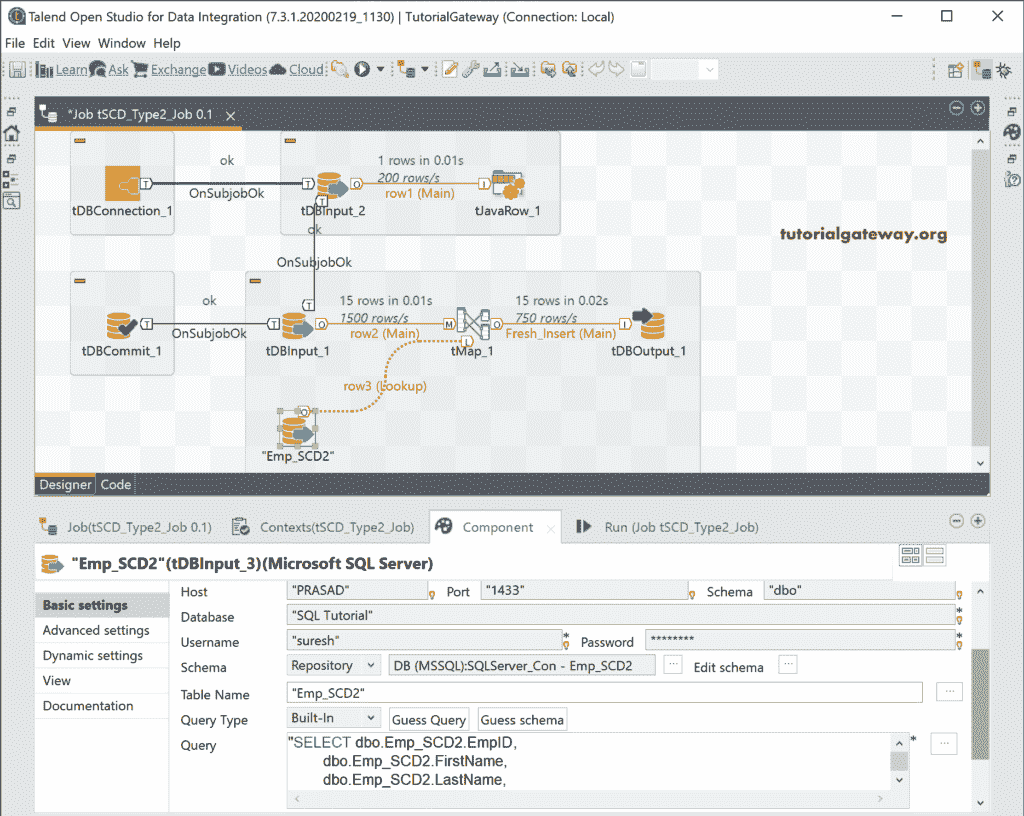 Talend Open Studio for Data Integration (7.3.1.20200219_1130) | TutorialGateway (Connection: Local)
File Edit View Window Help
Learn Ask Exchange Videos Cloud
*Job tSCD_Type2_Job 0.1
ok
1 rows in 0.01s
200 rows/s
T T O I
OnSubjobOk
row1 (Main)
tDBConnection_1
tDBInput_2
tJavaRow_1
T
ok
tutorialgateway.org
OnSubjobOk
ok
T
15 rows in 0.01s
15 rows in 0.02s
1500 rows/s
750 rows/s
T T O M O I
OnSubjobOk
row2 (Main)
Fresh_Insert (Main)
L
tDBCommit_1
tDBInput_1
tMap_1
tDBOutput_1
row3 (Lookup)
O
"Emp_SCD2"
Designer Code
Job(tSCD_Type2_Job 0.1) Contexts(tSCD_Type2_Job) Component Run (Job tSCD_Type2_Job)
"Emp_SCD2"(tDBInput_3)(Microsoft SQL Server)
Basic settings
Advanced settings
Dynamic settings
View
Documentation
Host "PRASAD" Port "1433" Schema "dbo"
Database "SQL Tutorial" *
Username "suresh" * Password ******** *
Schema Repository DB (MSSQL):SQLServer_Con - Emp_SCD2 ... Edit schema ...
Table Name "Emp_SCD2" ...
Query Type Built-In Guess Query Guess schema
Query "SELECT dbo.Emp_SCD2.EmpID, * ...
dbo.Emp_SCD2.FirstName,
dbo.Emp_SCD2.LastName,